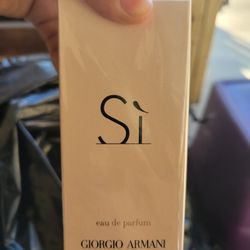 Sì
eau de parfum
GIORGIO ARMANI